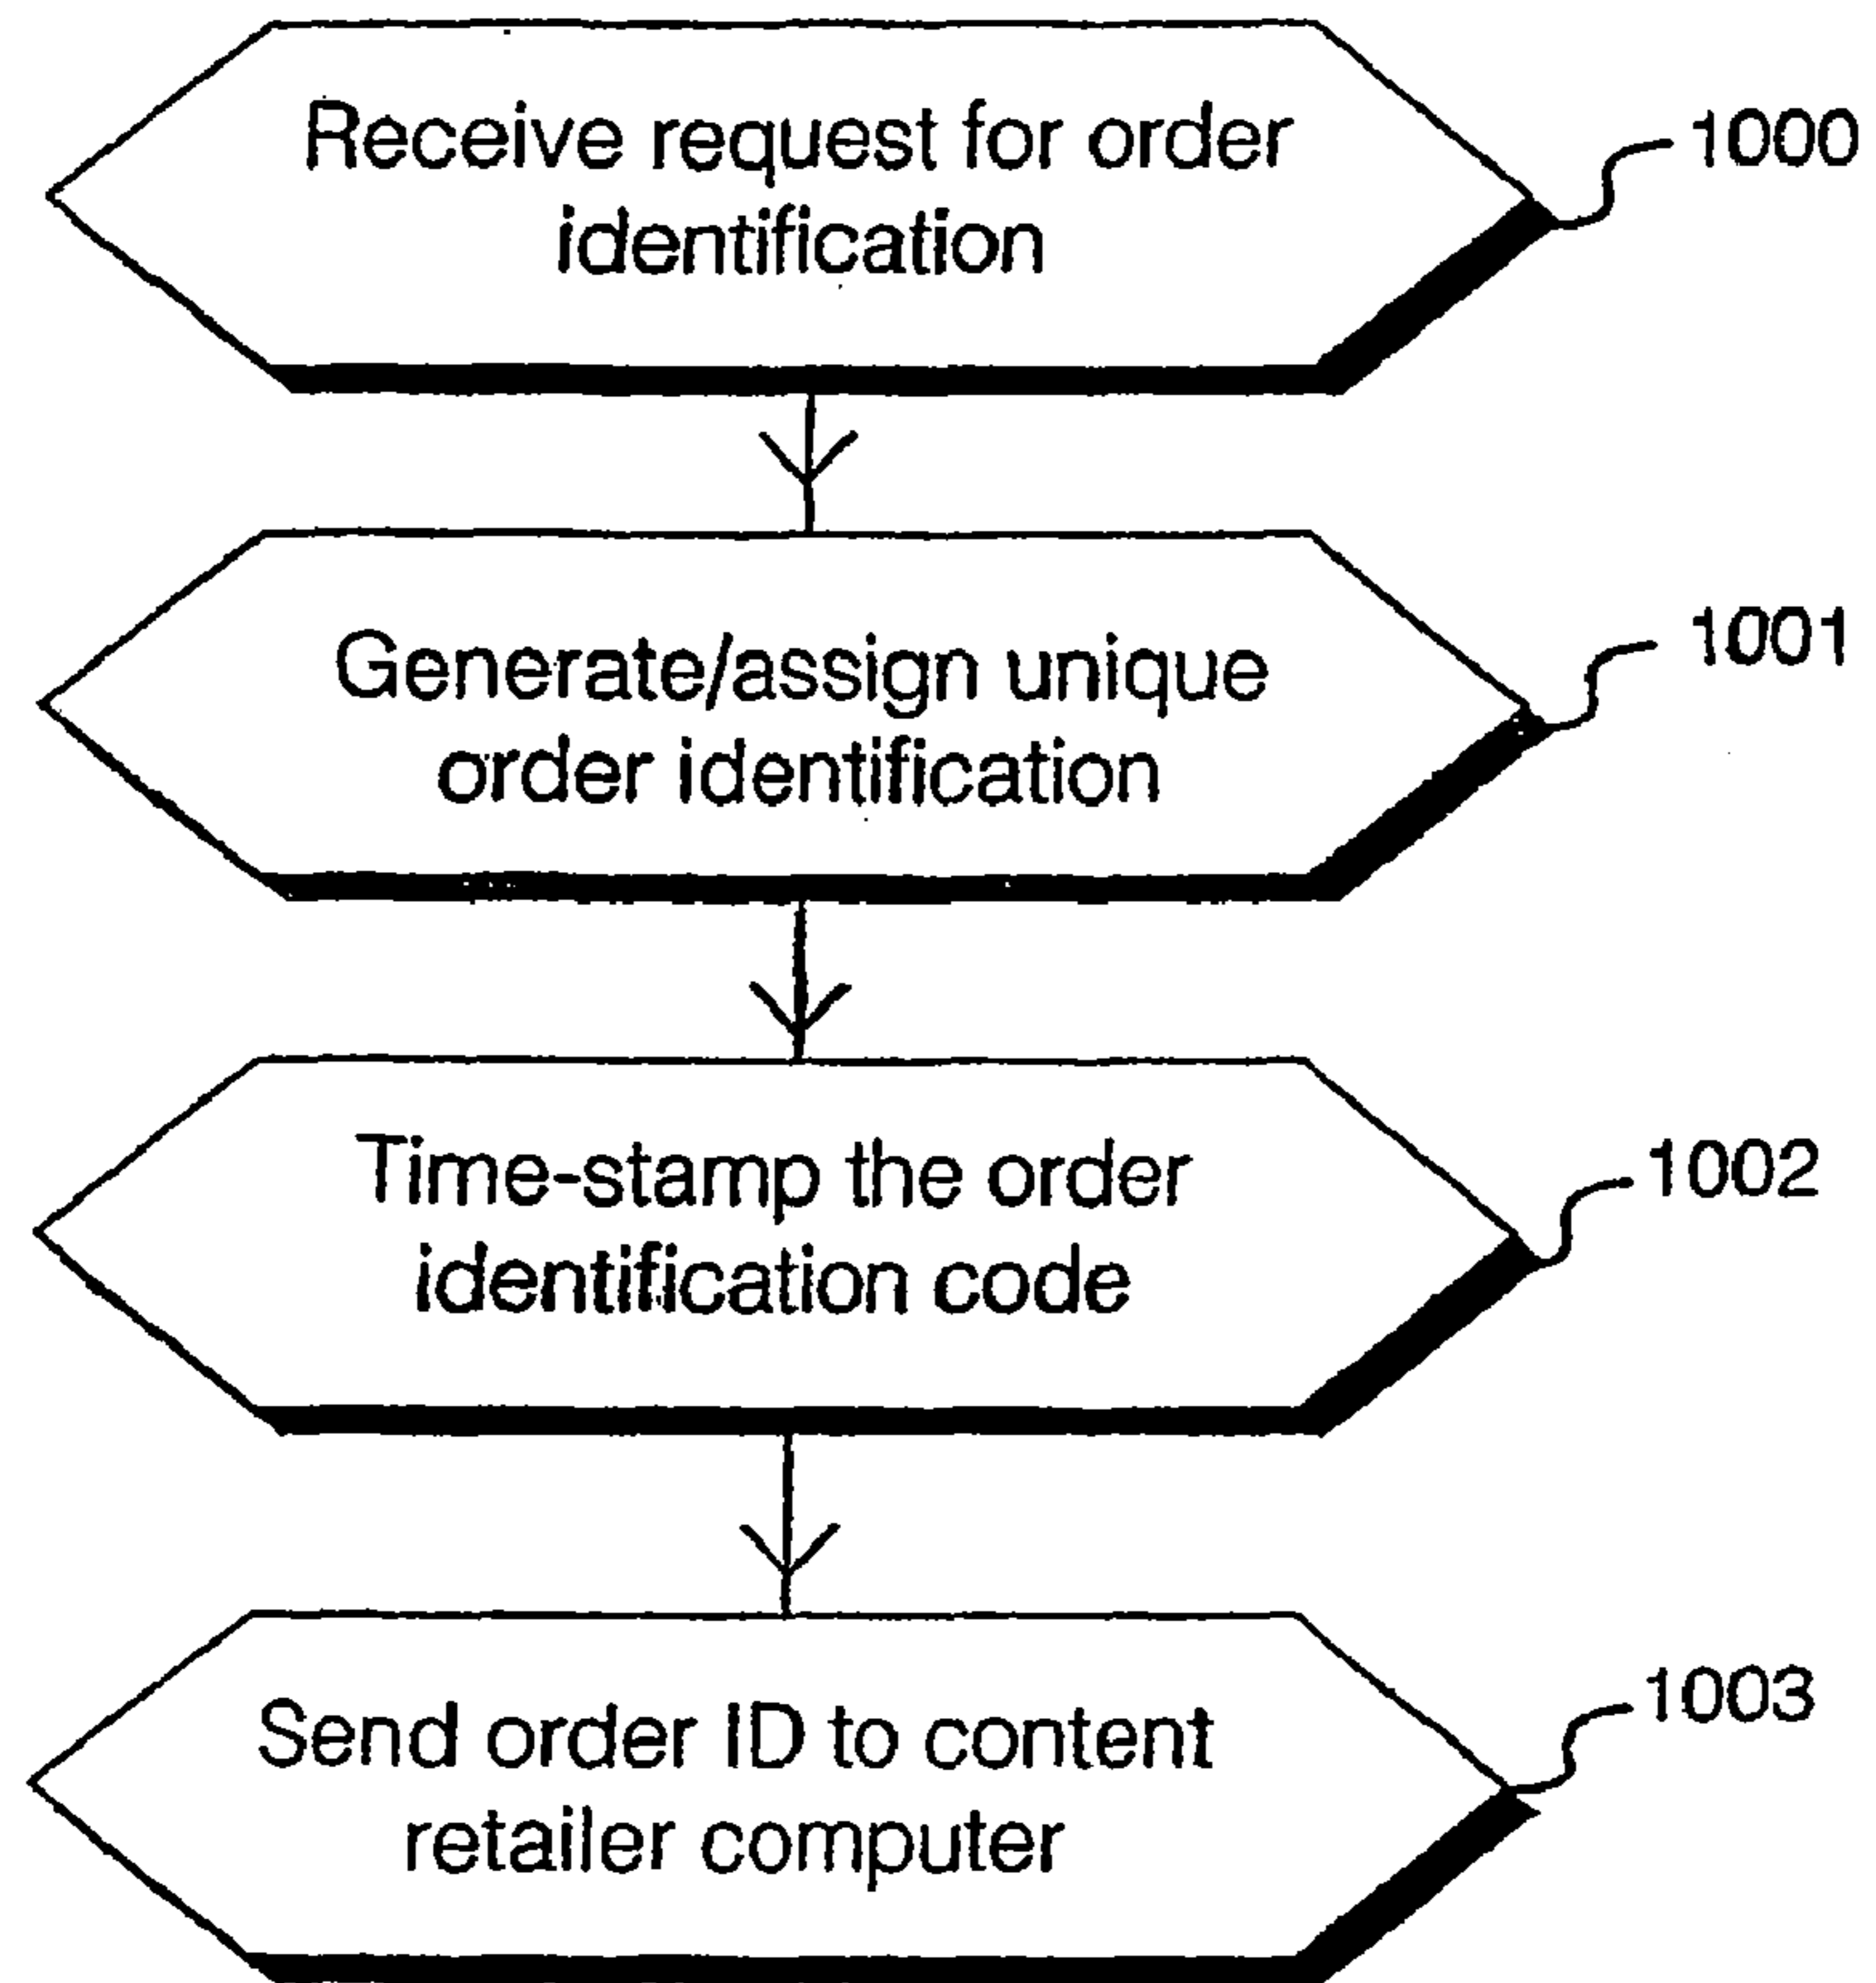 Receive request for order
identification
1000
Generate/assign unique
order identification
1001
Time-stamp the order
identification code
1002
Send order ID to content
retailer computer
1003